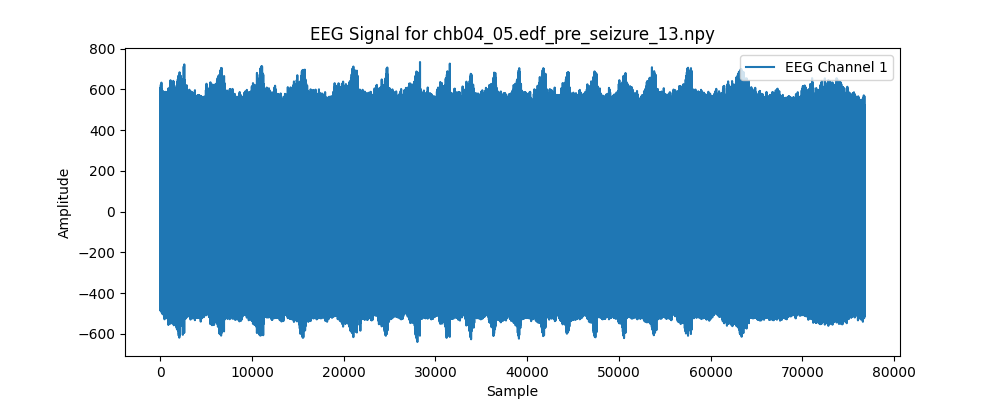 EEG Signal for chb04_05.edf_pre_seizure_13.npy
EEG Channel 1
800
600
400
200
0
−200
−400
−600
Amplitude
0 10000 20000 30000 40000 50000 60000 70000 80000
Sample